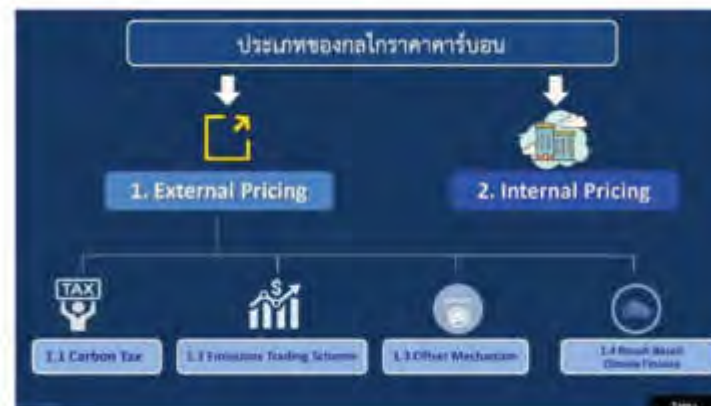 ประเภทของกลไกราคาคาร์บอน
1. External Pricing
2. Internal Pricing
TAX
$
1.1 Carbon Tax
1.2 Emissions Trading Scheme
1.3 Offset Mechanism
1.4 Result Based
Climate Finance